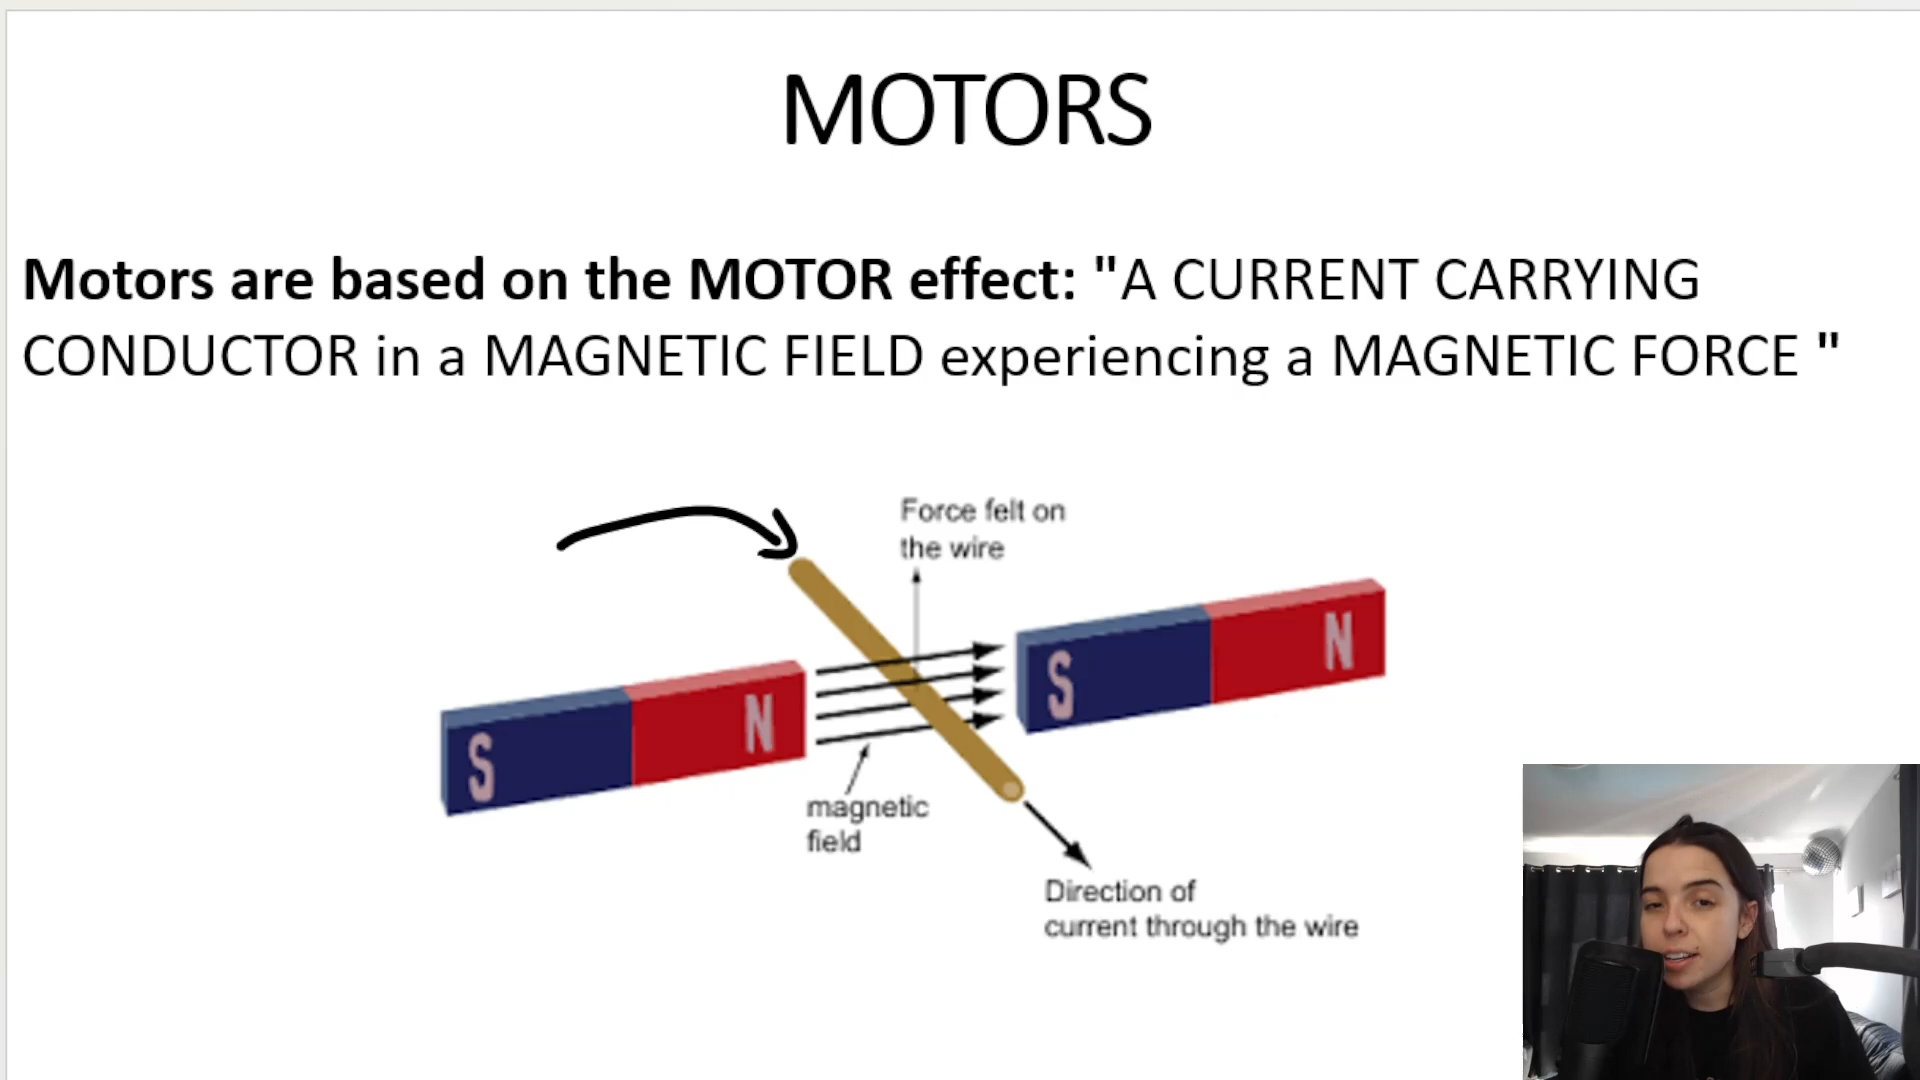 MOTORS
Motors are based on the MOTOR effect: "A CURRENT CARRYING
CONDUCTOR in a MAGNETIC FIELD experiencing a MAGNETIC FORCE "
Force felt on
the wire
S
N
S
N
magnetic
field
Direction of
current through the wire